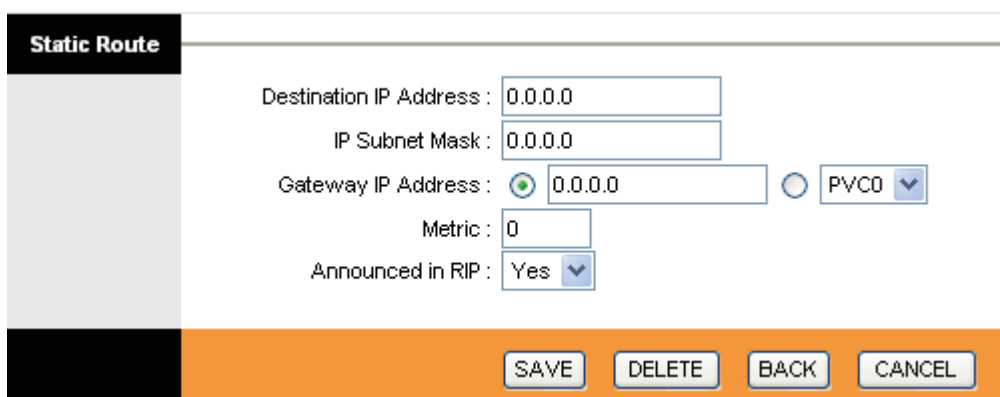 Static Route
Destination IP Address : 0.0.0.0
IP Subnet Mask : 0.0.0.0
Gateway IP Address : 0.0.0.0 PVC0
Metric : 0
Announced in RIP : Yes
SAVE DELETE BACK CANCEL